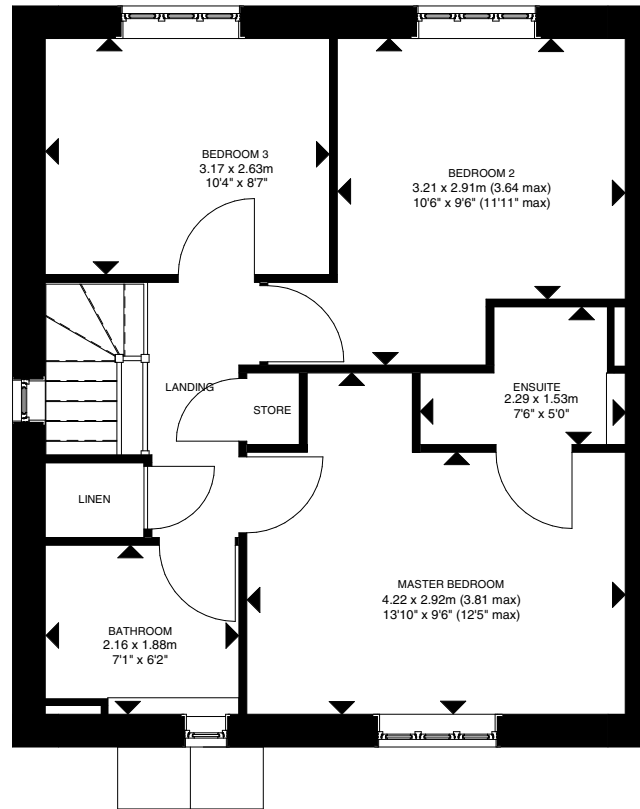 BEDROOM 3
3.17 x 2.63m
10'4" x 8'7"
BEDROOM 2
3.21 x 2.91m (3.64 max)
10'6" x 9'6" (11'11" max)
LANDING
STORE
ENSUITE
2.29 x 1.53m
7'6" x 5'0"
LINEN
MASTER BEDROOM
4.22 x 2.92m (3.81 max)
13'10" x 9'6" (12'5" max)
BATHROOM
2.16 x 1.88m
7'1" x 6'2"